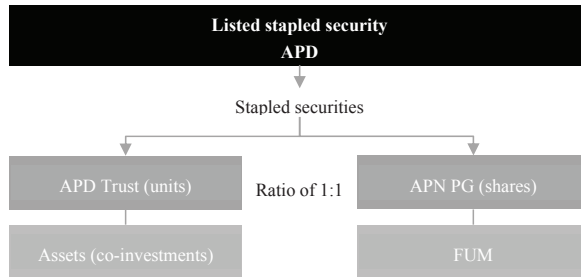 Listed stapled security
APD
Stapled securities
APD Trust (units)
Ratio of 1:1
APN PG (shares)
Assets (co-investments)
FUM